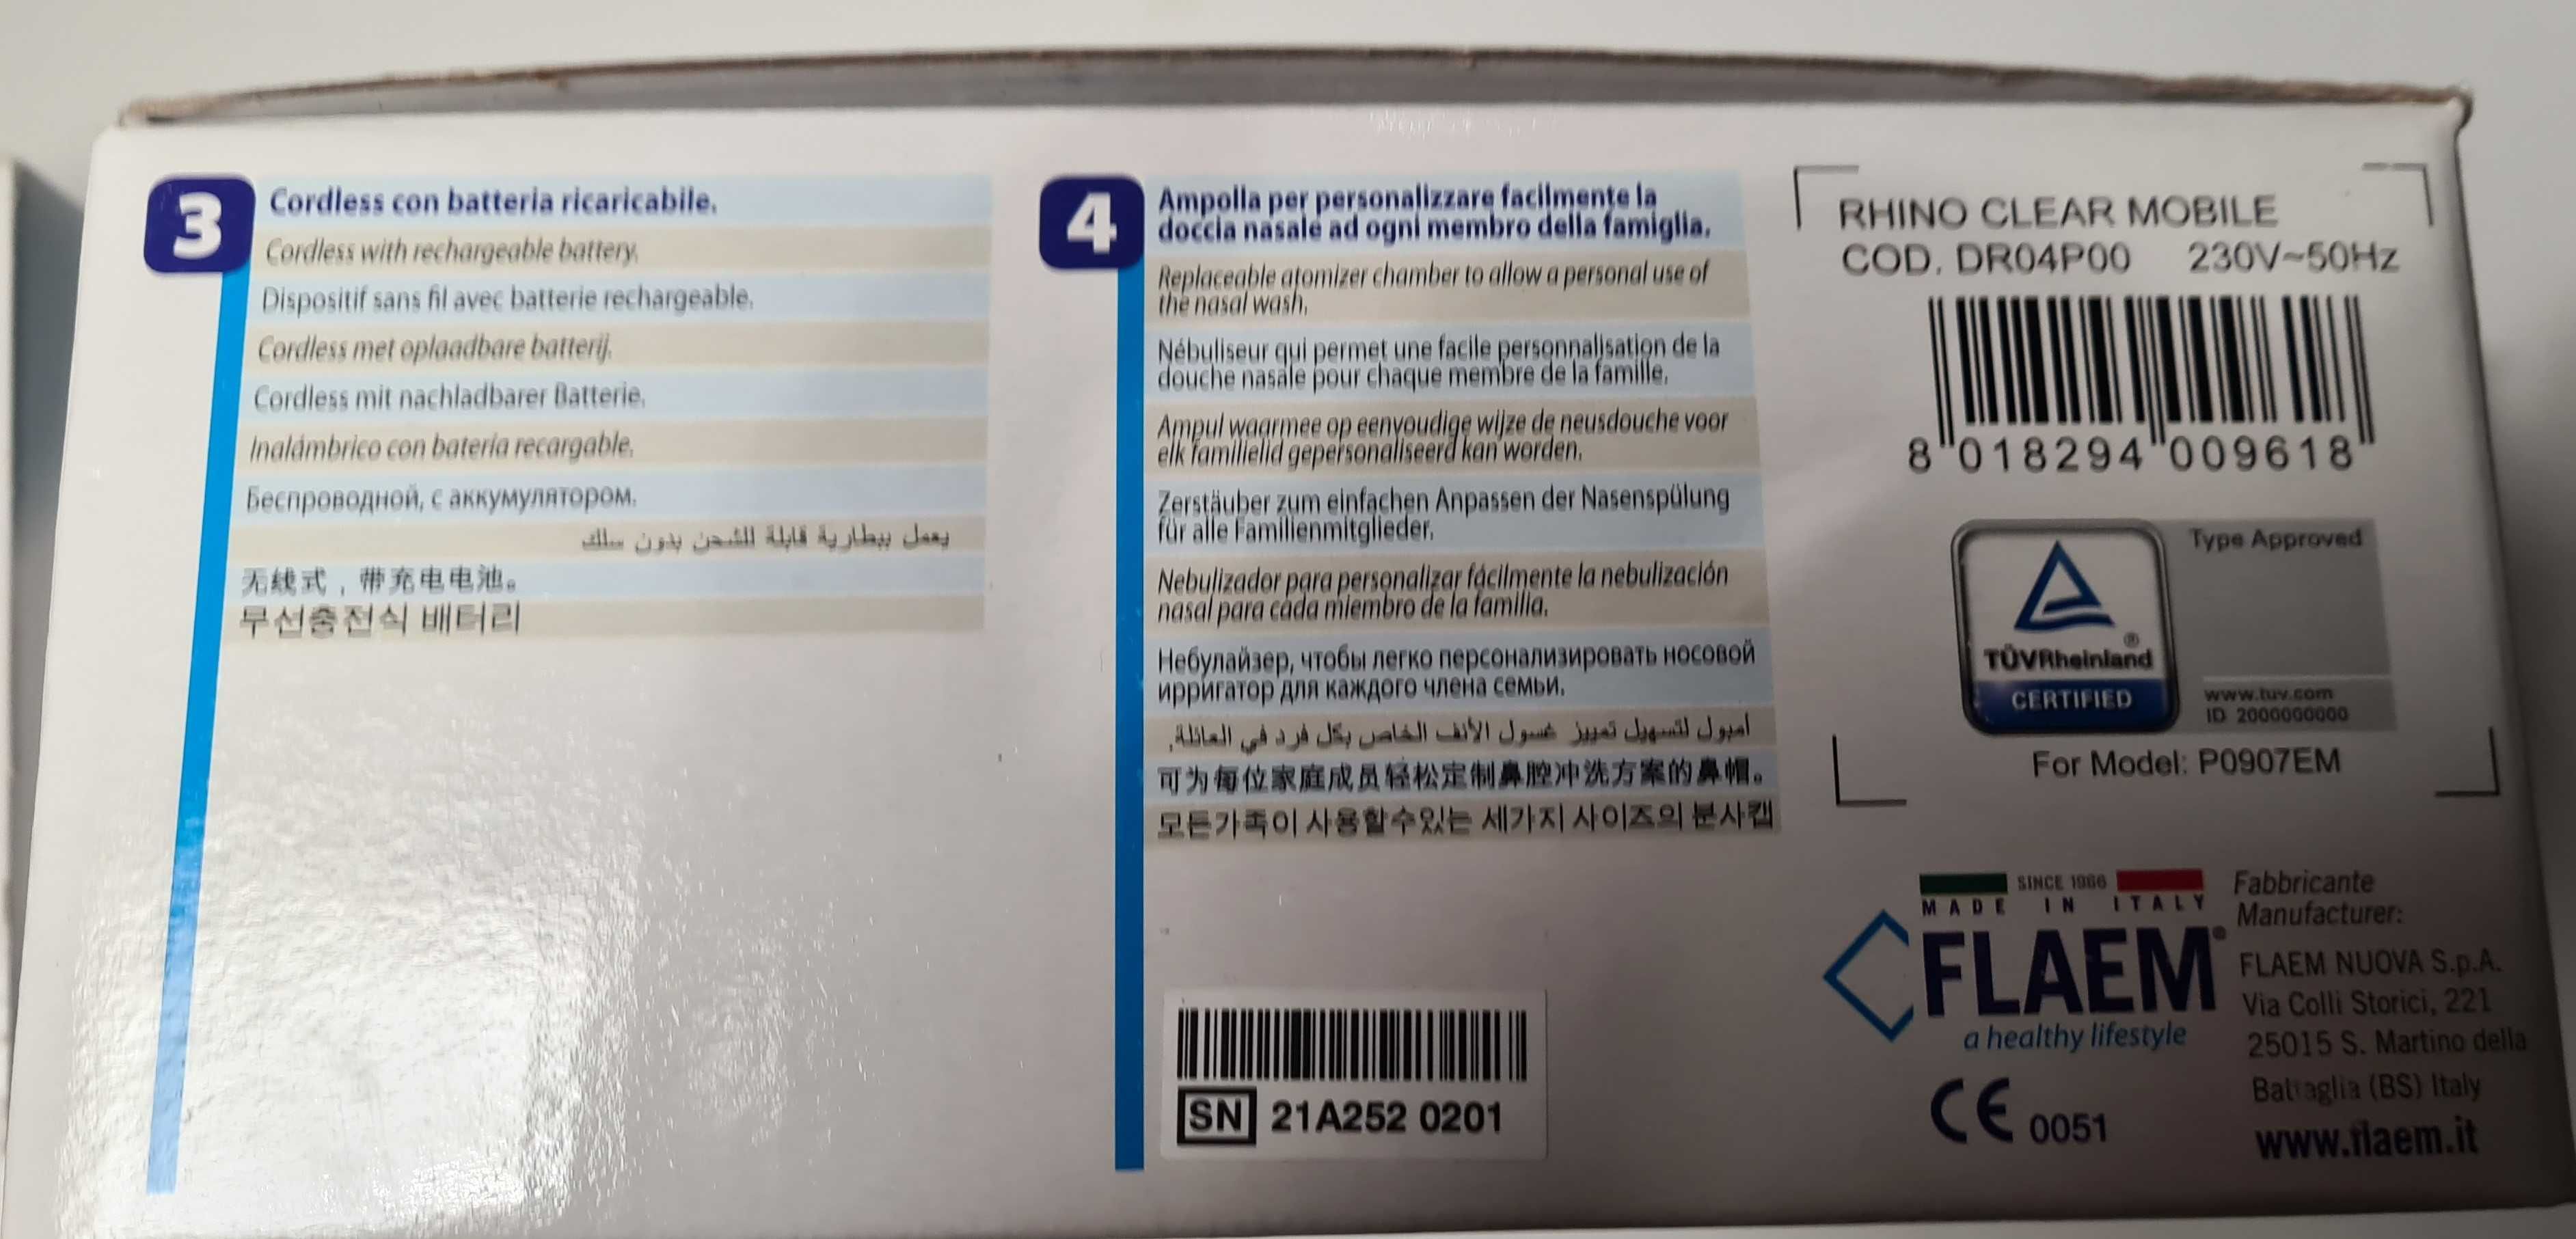 3
Cordless con batteria ricaricabile.
Cordless with rechargeable battery.
Dispositif sans fil avec batterie rechargeable.
Cordless met oplaadbare batterij.
Cordless mit nachladbarer Batterie.
Inalámbrico con batería recargable.
Беспроводной, с аккумулятором.
يعمل ببطارية قابلة للشحن بدون سلك
无线式，带充电电池。
무선충전식 배터리
4
Ampolla per personalizzare facilmente la
doccia nasale ad ogni membro della famiglia.
Replaceable atomizer chamber to allow a personal use of
the nasal wash.
Nébuliseur qui permet une facile personnalisation de la
douche nasale pour chaque membre de la famille.
Ampul waarmee op eenvoudige wijze de neusdouche voor
elk familielid gepersonaliseerd kan worden.
Zerstäuber zum einfachen Anpassen der Nasenspülung
für alle Familienmitglieder.
Nebulizador para personalizar fácilmente la nebulización
nasal para cada miembro de la familia.
Небулайзер, чтобы легко персонализировать носовой
ирригатор для каждого члена семьи.
أمبول لتسهيل تمييز غسول الأنف الخاص بكل فرد في العائلة.
可为每位家庭成员轻松定制鼻腔冲洗方案的鼻帽。
모든가족이 사용할수있는 세가지 사이즈의 분사캡
SN 21A252 0201
RHINO CLEAR MOBILE
COD. DR04P00 230V~50Hz
8 018294 009618
TÜVRheinland ®
CERTIFIED
Type Approved
www.tuv.com
ID 2000000000
For Model: P0907EM
SINCE 1966
MADE IN ITALY
FLAEM®
a healthy lifestyle
CE 0051
Fabbricante
Manufacturer:
FLAEM NUOVA S.p.A.
Via Colli Storici, 221
25015 S. Martino della
Battaglia (BS) Italy
www.flaem.it